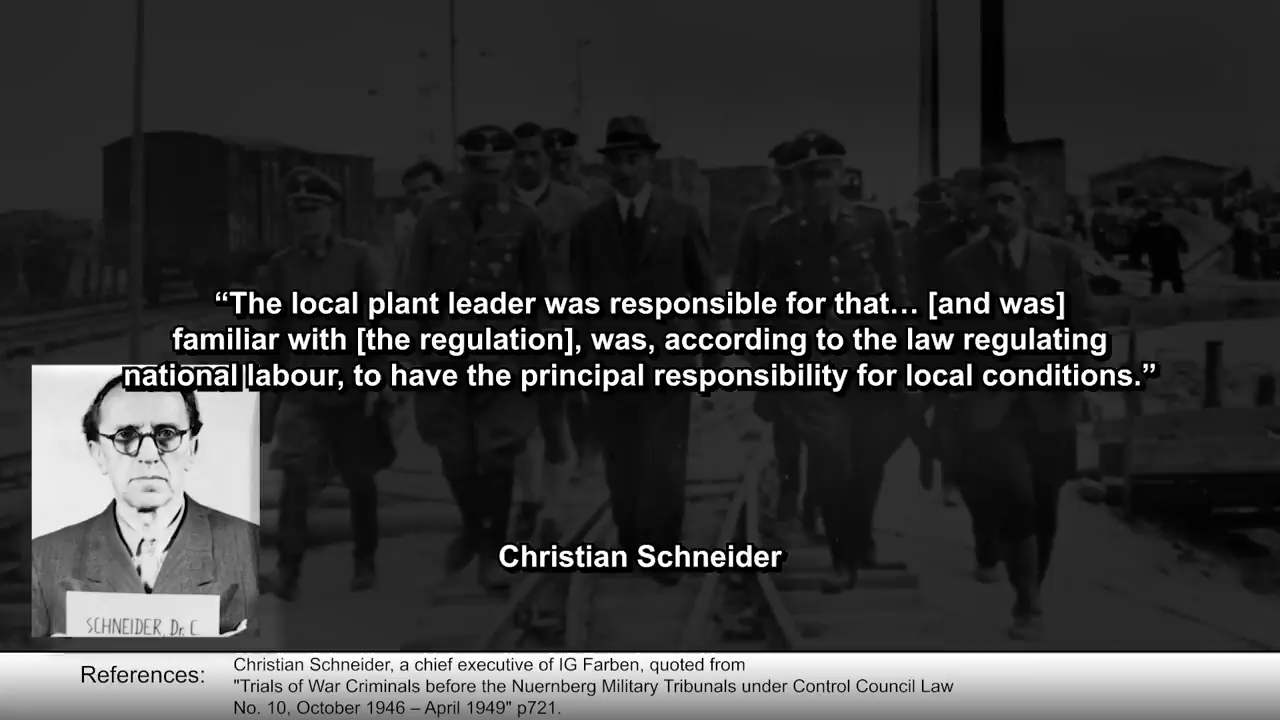 “The local plant leader was responsible for that… [and was]
familiar with [the regulation], was, according to the law regulating
national labour, to have the principal responsibility for local conditions.”
Christian Schneider
SCHNEIDER, Dr. C.
References:
Christian Schneider, a chief executive of IG Farben, quoted from
"Trials of War Criminals before the Nuernberg Military Tribunals under Control Council Law
No. 10, October 1946 – April 1949" p721.